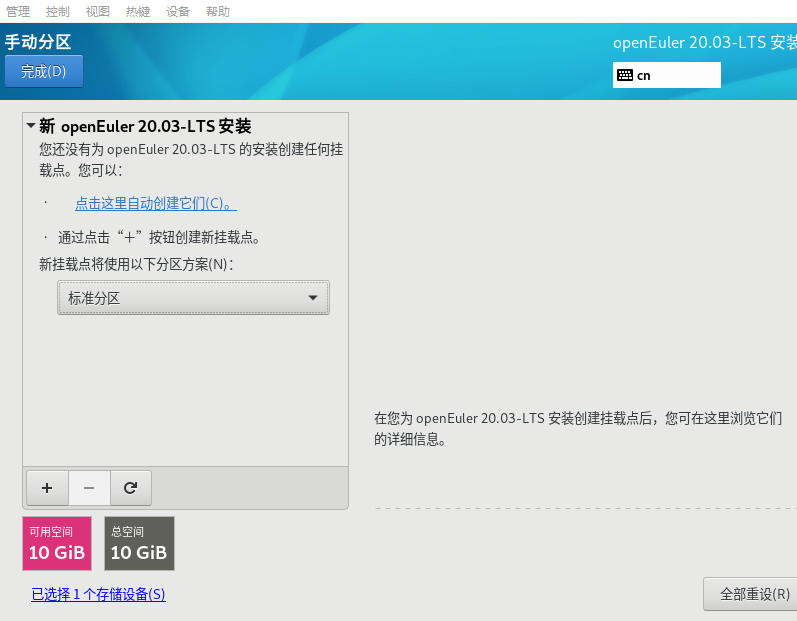 管理 控制 视图 热键 设备 帮助
手动分区
openEuler 20.03-LTS 安装
完成(D)
cn
新 openEuler 20.03-LTS 安装
您还没有为 openEuler 20.03-LTS 的安装创建任何挂
载点。您可以：
· 点击这里自动创建它们(C)。
· 通过点击“＋”按钮创建新挂载点。
新挂载点将使用以下分区方案(N)：
标准分区
在您为 openEuler 20.03-LTS 安装创建挂载点后，您可在这里浏览它们
的详细信息。
+ −
可用空间
10 GiB
总空间
10 GiB
已选择 1 个存储设备(S)
全部重设(R)